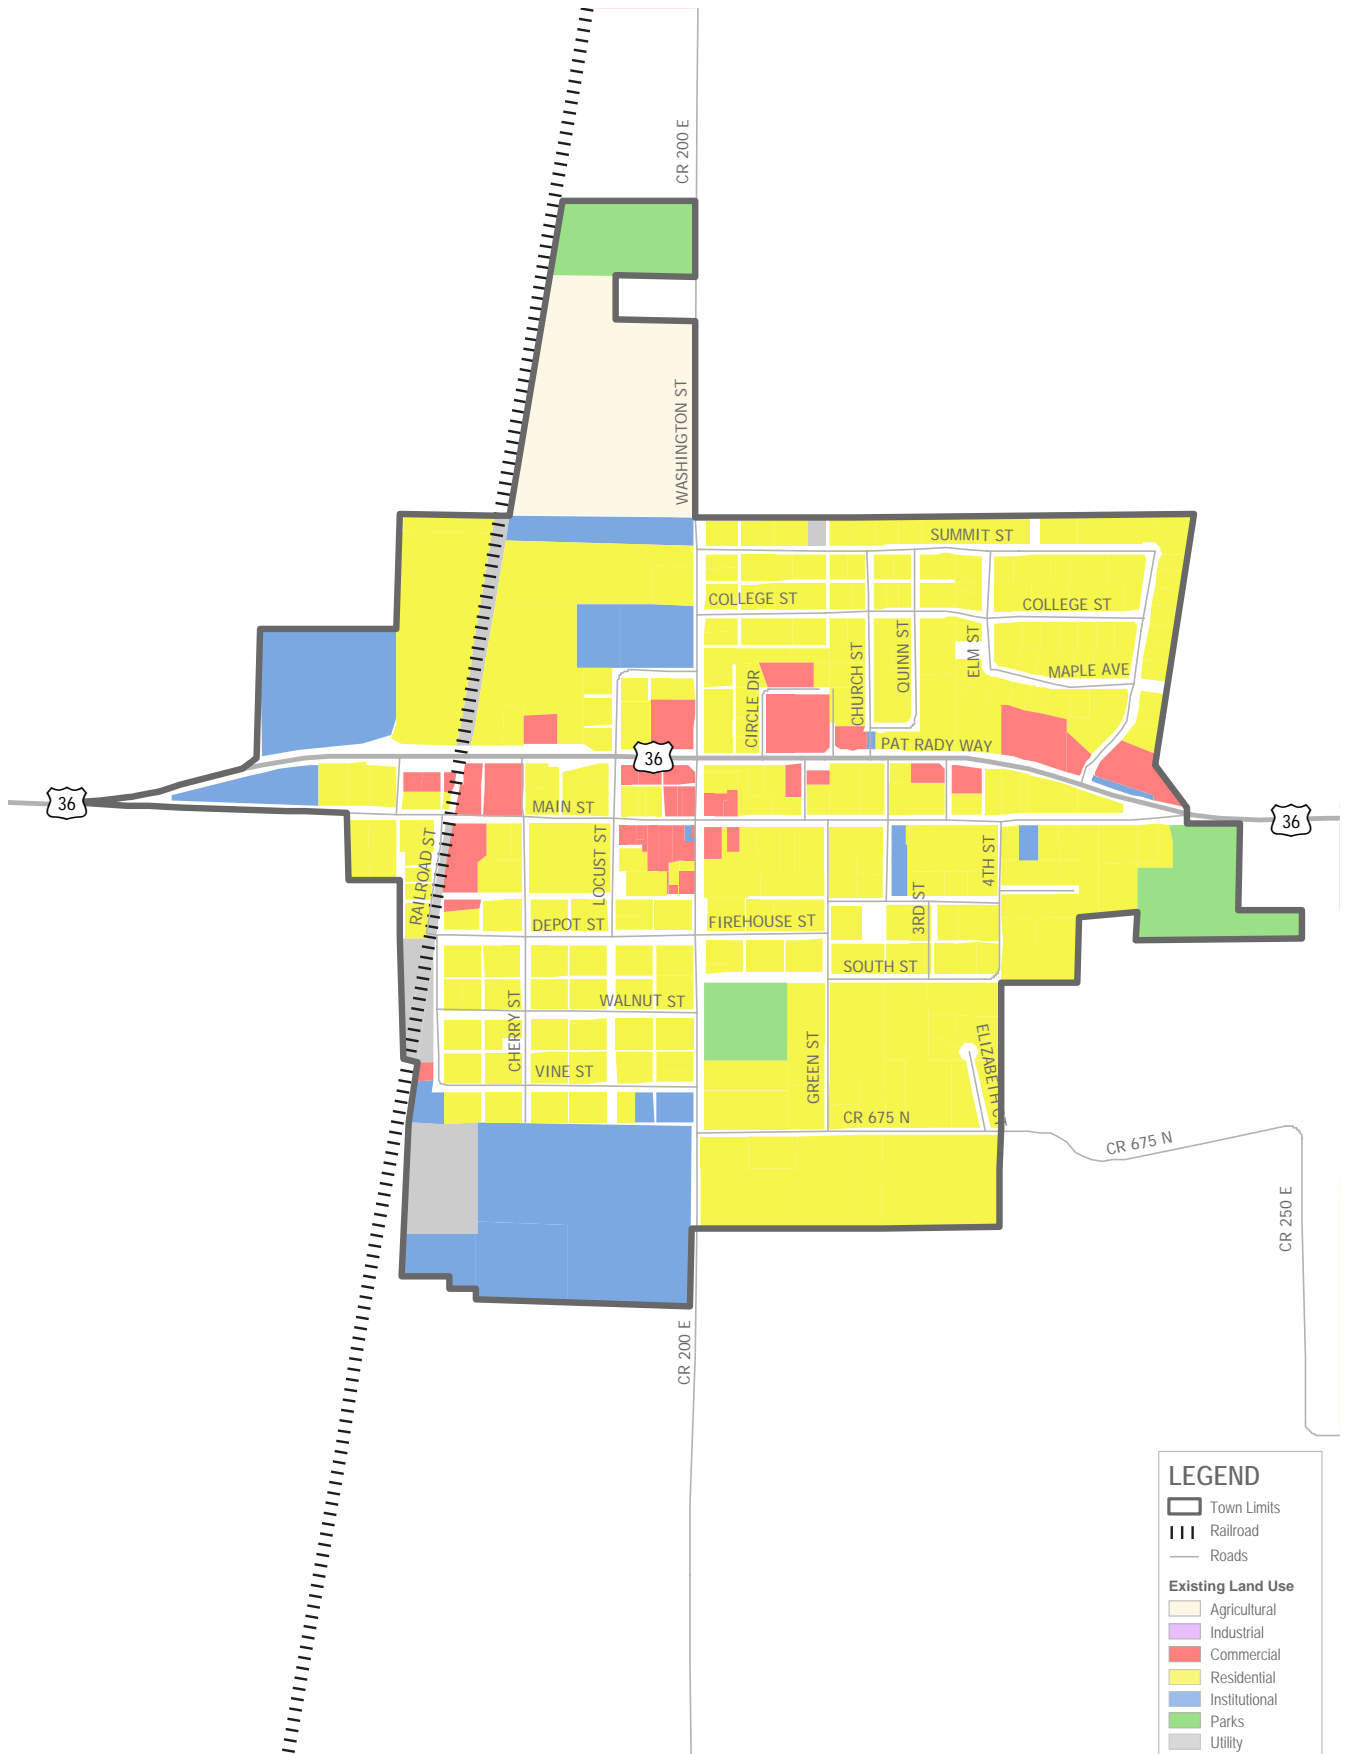 CR 200 E
WASHINGTON ST
SUMMIT ST
COLLEGE ST
COLLEGE ST
CHURCH ST
QUINN ST
ELM ST
MAPLE AVE
CIRCLE DR
PAT RADY WAY
36
36
36
MAIN ST
RAILROAD ST
LOCUST ST
4TH ST
3RD ST
DEPOT ST
FIREHOUSE ST
SOUTH ST
WALNUT ST
CHERRY ST
VINE ST
GREEN ST
ELIZABETH CT
CR 675 N
CR 675 N
CR 250 E
CR 200 E
LEGEND
Town Limits
Railroad
Roads
Existing Land Use
Agricultural
Industrial
Commercial
Residential
Institutional
Parks
Utility